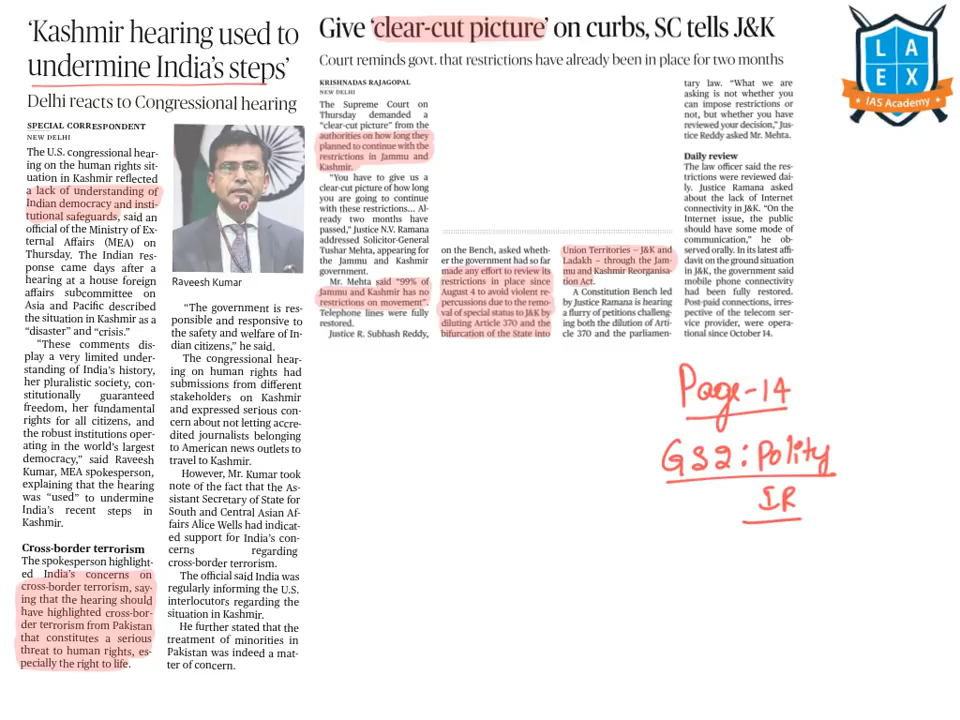 'Kashmir hearing used to
undermine India's steps'
Delhi reacts to Congressional hearing
SPECIAL CORRESPONDENT
NEW DELHI
The U.S. congressional hear-
ing on the human rights sit-
uation in Kashmir reflected
a lack of understanding of
Indian democracy and insti-
tutional safeguards, said an
official of the Ministry of Ex-
ternal Affairs (MEA) on
Thursday. The Indian res-
ponse came days after a
hearing at a house foreign
affairs subcommittee on
Asia and Pacific described
the situation in Kashmir as a
"disaster" and "crisis."
"These comments dis-
play a very limited under-
standing of India's history,
her pluralistic society, con-
stitutionally guaranteed
freedom, her fundamental
rights for all citizens, and
the robust institutions oper-
ating in the world's largest
democracy," said Raveesh
Kumar, MEA spokesperson,
explaining that the hearing
was "used" to undermine
India's recent steps in
Kashmir.
Cross-border terrorism
The spokesperson highlight-
ed India's concerns on
cross-border terrorism, say-
ing that the hearing should
have highlighted cross-bor-
der terrorism from Pakistan
that constitutes a serious
threat to human rights, es-
pecially the right to life.
Raveesh Kumar
"The government is res-
ponsible and responsive to
the safety and welfare of In-
dian citizens," he said.
The congressional hear-
ing on human rights had
submissions from different
stakeholders on Kashmir
and expressed serious con-
cern about not letting accre-
dited journalists belonging
to American news outlets to
travel to Kashmir.
However, Mr. Kumar took
note of the fact that the As-
sistant Secretary of State for
South and Central Asian Af-
fairs Alice Wells had indicat-
ed support for India's con-
cerns regarding
cross-border terrorism.
The official said India was
regularly informing the U.S.
interlocutors regarding the
situation in Kashmir.
He further stated that the
treatment of minorities in
Pakistan was indeed a mat-
ter of concern.
Give 'clear-cut picture' on curbs, SC tells J&K
Court reminds govt. that restrictions have already been in place for two months
KRISHNADAS RAJAGOPAL
NEW DELHI
The Supreme Court on
Thursday demanded a
"clear-cut picture" from the
authorities on how long they
planned to continue with the
restrictions in Jammu and
Kashmir.
"You have to give us a
clear-cut picture of how long
you are going to continue
with these restrictions... Al-
ready two months have
passed," Justice N.V. Ramana
addressed Solicitor-General
Tushar Mehta, appearing for
the Jammu and Kashmir
government.
Mr. Mehta said "99% of
Jammu and Kashmir has no
restrictions on movement".
Telephone lines were fully
restored.
Justice R. Subhash Reddy,
on the Bench, asked wheth-
er the government had so far
made any effort to review its
restrictions in place since
August 4 to avoid violent re-
percussions due to the remo-
val of special status to J&K by
diluting Article 370 and the
bifurcation of the State into
Union Territories – J&K and
Ladakh – through the Jam-
mu and Kashmir Reorganisa-
tion Act.
A Constitution Bench led
by Justice Ramana is hearing
a flurry of petitions challeng-
ing both the dilution of Arti-
cle 370 and the parliamen-
tary law. "What we are
asking is not whether you
can impose restrictions or
not, but whether you have
reviewed your decision," Jus-
tice Reddy asked Mr. Mehta.
Daily review
The law officer said the res-
trictions were reviewed dai-
ly. Justice Ramana asked
about the lack of Internet
connectivity in J&K. "On the
Internet issue, the public
should have some mode of
communication," he ob-
served orally. In its latest affi-
davit on the ground situation
in J&K, the government said
mobile phone connectivity
had been fully restored.
Post-paid connections, irres-
pective of the telecom ser-
vice provider, were opera-
tional since October 14.
L A
E X
IAS Academy
Page-14
GS2: Polity
IR